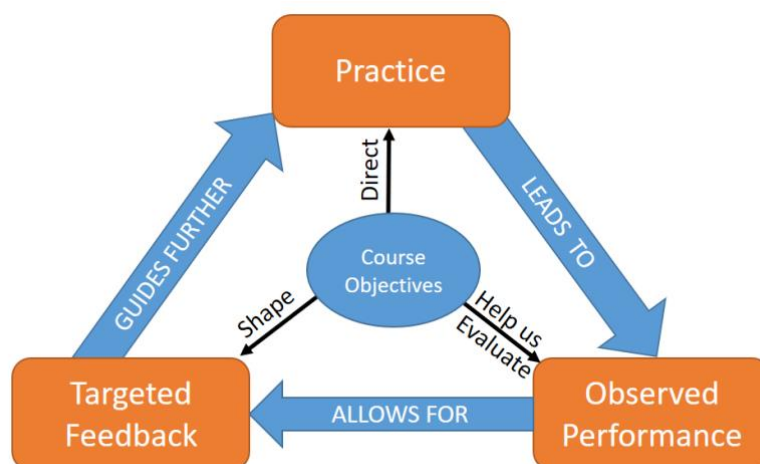 Practice
Direct
LEADS TO
GUIDES FURTHER
Course
Objectives
Shape
Help us
Evaluate
Targeted
Feedback
ALLOWS FOR
Observed
Performance